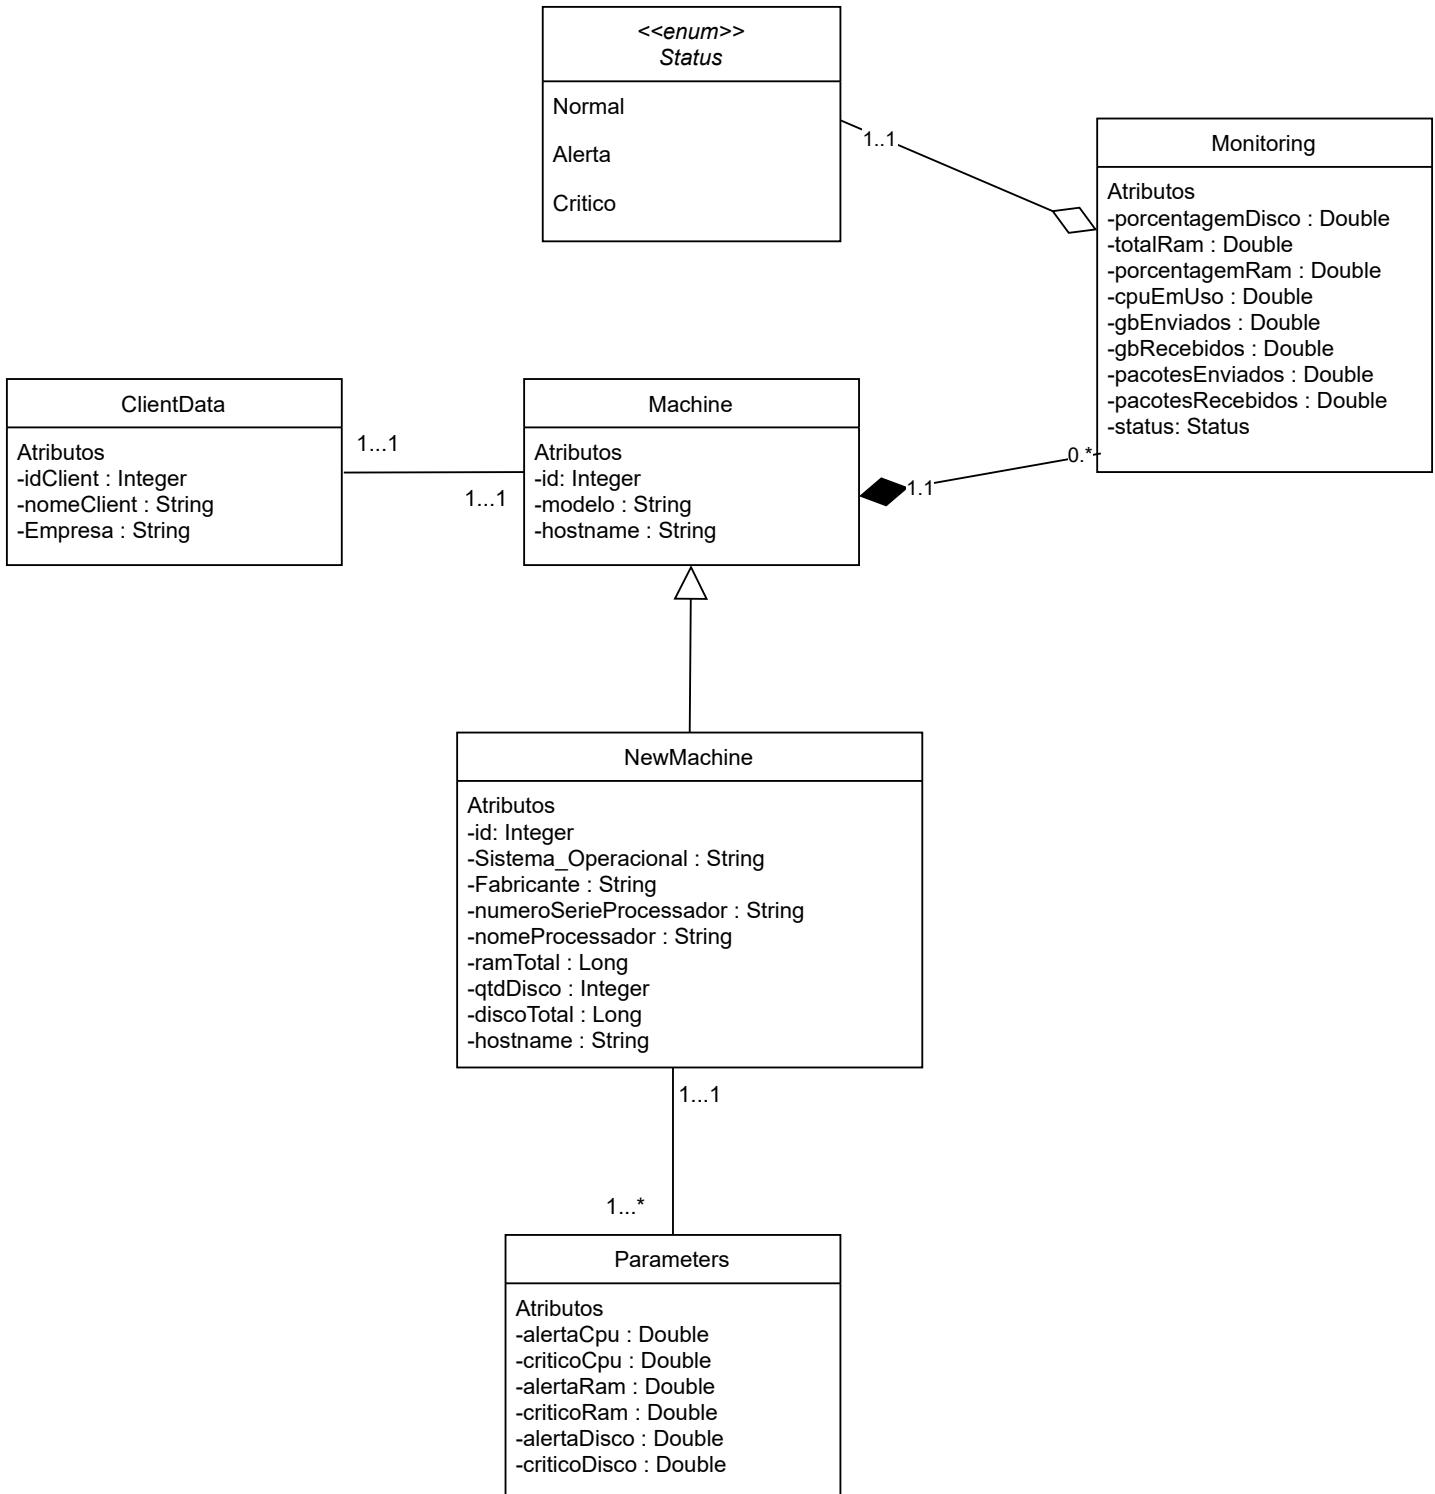 <<enum>>
Status
Normal
Alerta
Critico
1..1
Monitoring
Atributos
-porcentagemDisco : Double
-totalRam : Double
-porcentagemRam : Double
-cpuEmUso : Double
-gbEnviados : Double
-gbRecebidos : Double
-pacotesEnviados : Double
-pacotesRecebidos : Double
-status: Status
0.*
1.1
ClientData
Atributos
-idClient : Integer
-nomeClient : String
-Empresa : String
1...1
1...1
Machine
Atributos
-id: Integer
-modelo : String
-hostname : String
NewMachine
Atributos
-id: Integer
-Sistema_Operacional : String
-Fabricante : String
-numeroSerieProcessador : String
-nomeProcessador : String
-ramTotal : Long
-qtdDisco : Integer
-discoTotal : Long
-hostname : String
1...1
1...*
Parameters
Atributos
-alertaCpu : Double
-criticoCpu : Double
-alertaRam : Double
-criticoRam : Double
-alertaDisco : Double
-criticoDisco : Double